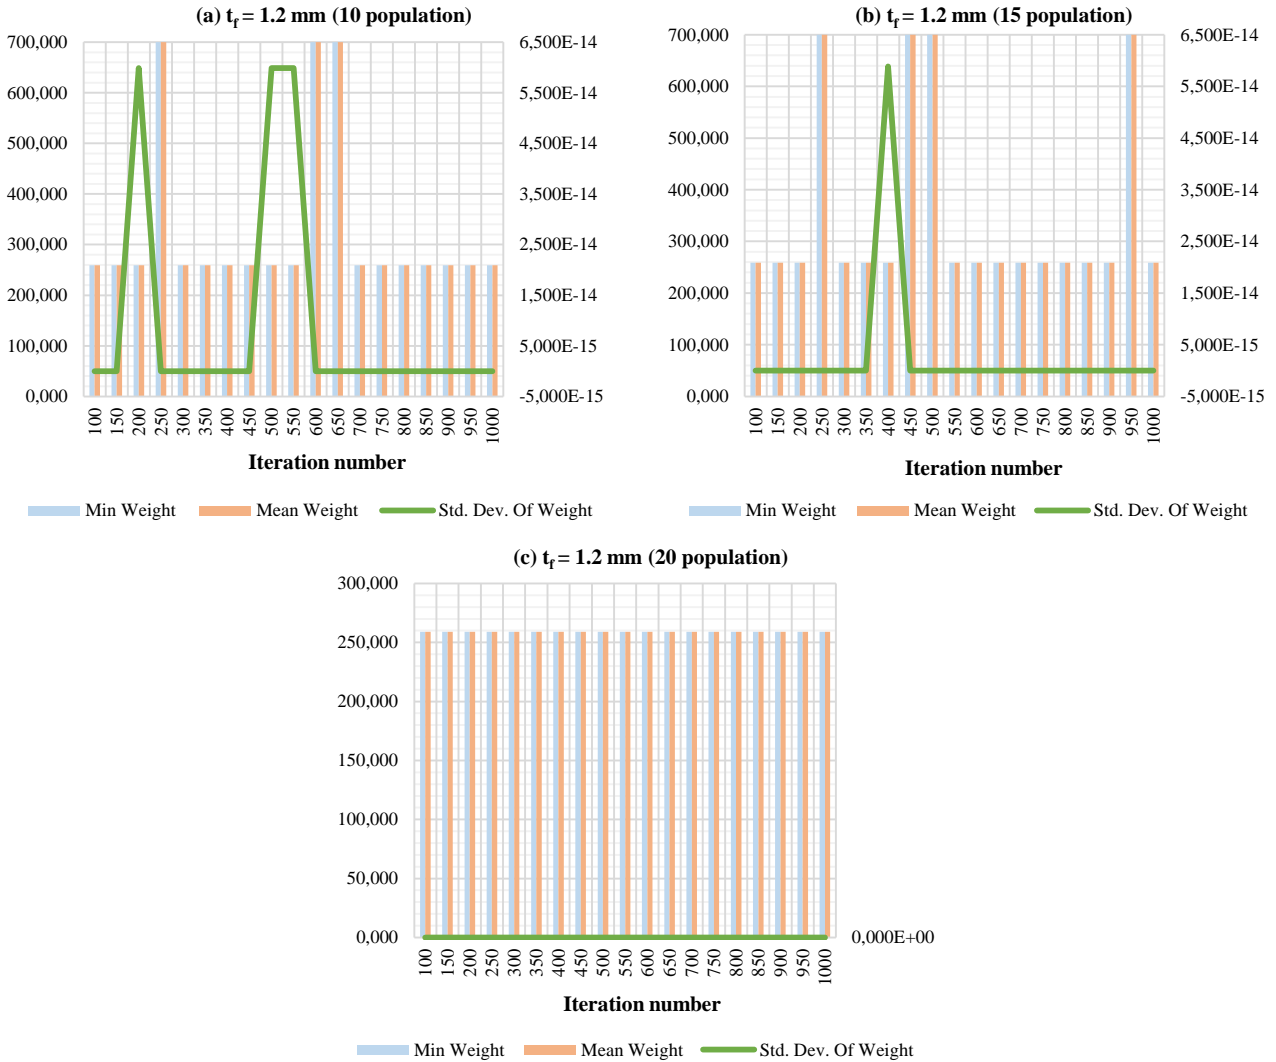 (a) tf = 1.2 mm (10 population)
700,000
600,000
500,000
400,000
300,000
200,000
100,000
0,000
6,500E-14
5,500E-14
4,500E-14
3,500E-14
2,500E-14
1,500E-14
5,000E-15
-5,000E-15
100 150 200 250 300 350 400 450 500 550 600 650 700 750 800 850 900 950 1000
Iteration number
Min Weight Mean Weight Std. Dev. Of Weight
(b) tf = 1.2 mm (15 population)
700,000
600,000
500,000
400,000
300,000
200,000
100,000
0,000
6,500E-14
5,500E-14
4,500E-14
3,500E-14
2,500E-14
1,500E-14
5,000E-15
-5,000E-15
100 150 200 250 300 350 400 450 500 550 600 650 700 750 800 850 900 950 1000
Iteration number
Min Weight Mean Weight Std. Dev. Of Weight
(c) tf = 1.2 mm (20 population)
300,000
250,000
200,000
150,000
100,000
50,000
0,000
0,000E+00
100 150 200 250 300 350 400 450 500 550 600 650 700 750 800 850 900 950 1000
Iteration number
Min Weight Mean Weight Std. Dev. Of Weight